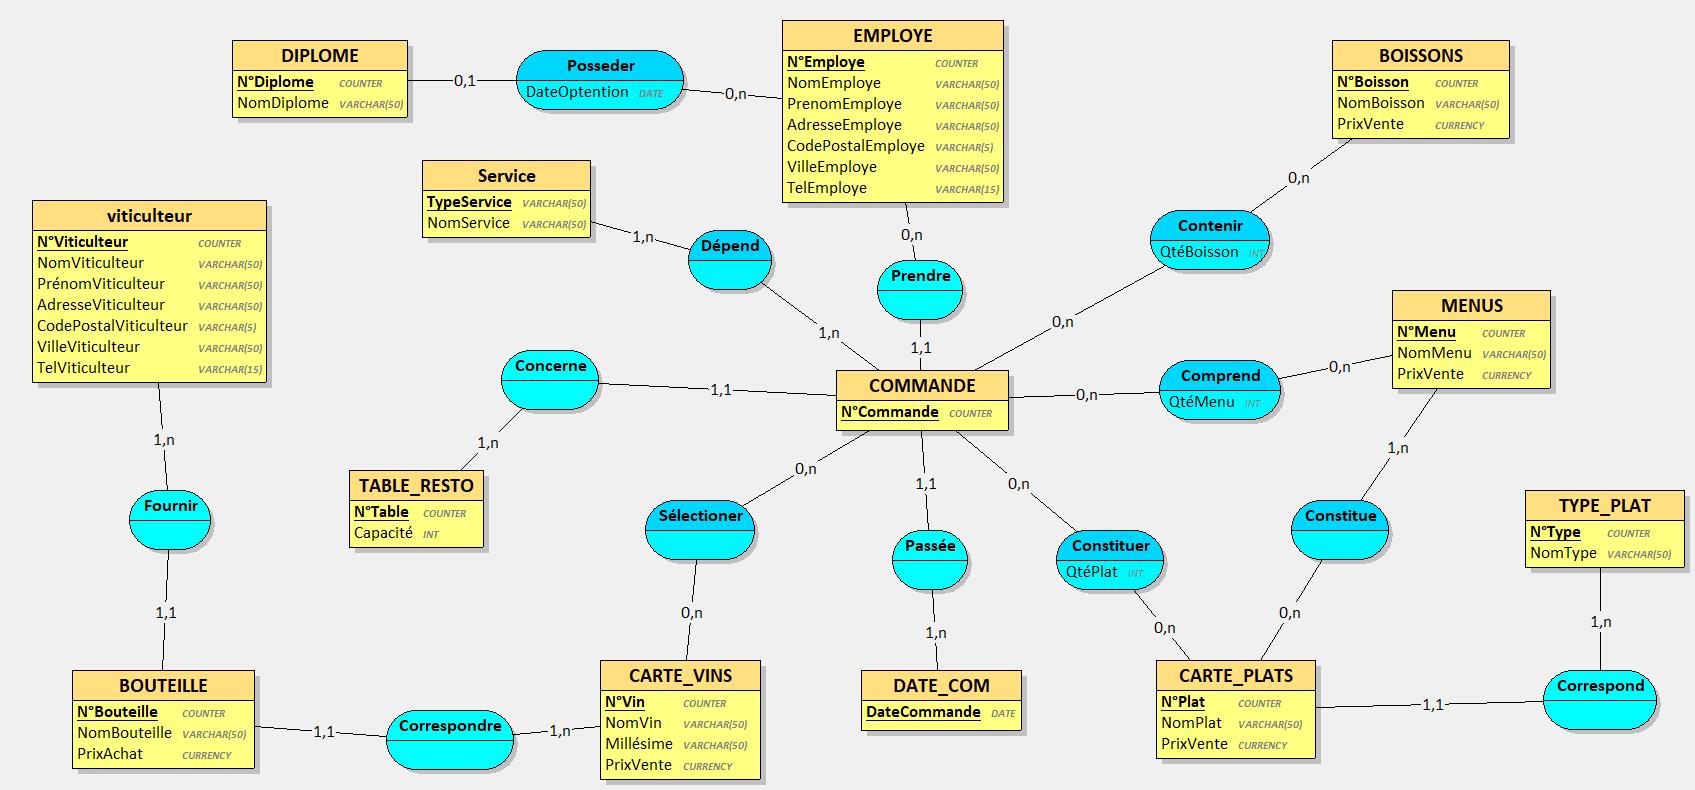 DIPLOME
N°Diplome COUNTER
NomDiplome VARCHAR(50)
0,1
Posseder
DateOptention DATE
0,n
EMPLOYE
N°Employe COUNTER
NomEmploye VARCHAR(50)
PrenomEmploye VARCHAR(50)
AdresseEmploye VARCHAR(50)
CodePostalEmploye VARCHAR(5)
VilleEmploye VARCHAR(50)
TelEmploye VARCHAR(15)
BOISSONS
N°Boisson COUNTER
NomBoisson VARCHAR(50)
PrixVente CURRENCY
0,n
Contenir
QtéBoisson INT
0,n
Service
TypeService VARCHAR(50)
NomService VARCHAR(50)
1,n
Dépend
1,n
0,n
Prendre
1,1
viticulteur
N°Viticulteur COUNTER
NomViticulteur VARCHAR(50)
PrénomViticulteur VARCHAR(50)
AdresseViticulteur VARCHAR(50)
CodePostalViticulteur VARCHAR(5)
VilleViticulteur VARCHAR(50)
TelViticulteur VARCHAR(15)
1,n
Fournir
1,1
Concerne
1,1
1,n
TABLE_RESTO
N°Table COUNTER
Capacité INT
COMMANDE
N°Commande COUNTER
0,n
Comprend
QtéMenu INT
0,n
MENUS
N°Menu COUNTER
NomMenu VARCHAR(50)
PrixVente CURRENCY
1,n
Constitue
0,n
0,n
Sélectioner
0,n
1,1
Passée
1,n
0,n
Constituer
QtéPlat INT
0,n
TYPE_PLAT
N°Type COUNTER
NomType VARCHAR(50)
1,n
Correspond
1,1
BOUTEILLE
N°Bouteille COUNTER
NomBouteille VARCHAR(50)
PrixAchat CURRENCY
1,1
Correspondre
1,n
CARTE_VINS
N°Vin COUNTER
NomVin VARCHAR(50)
Millésime VARCHAR(50)
PrixVente CURRENCY
DATE_COM
DateCommande DATE
CARTE_PLATS
N°Plat COUNTER
NomPlat VARCHAR(50)
PrixVente CURRENCY